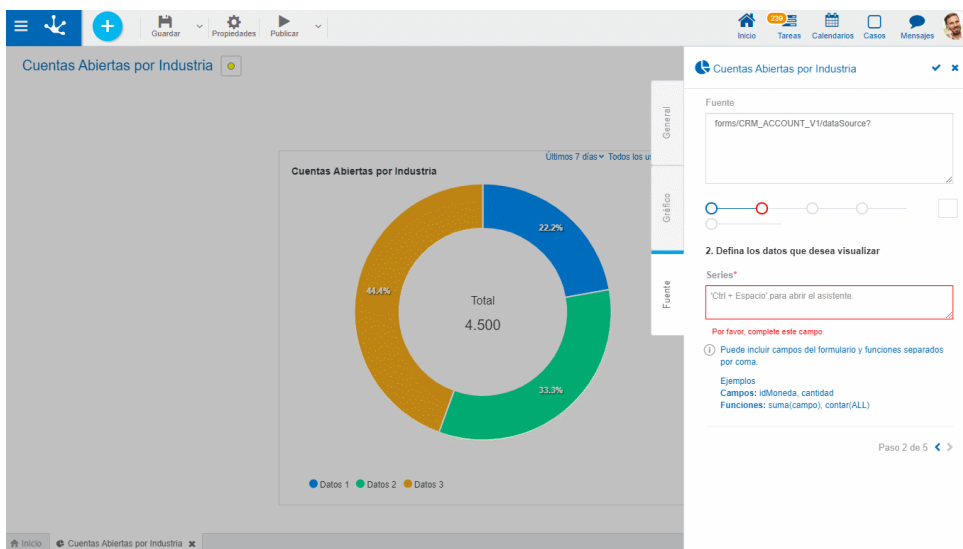 Guardar
Propiedades
Publicar
Inicio
239
Tareas
Calendarios
Casos
Mensajes
Cuentas Abiertas por Industria
Últimos 7 días Todos los u
Cuentas Abiertas por Industria
22.2%
44.4%
33.3%
Total
4.500
Datos 1 Datos 2 Datos 3
General
Gráfico
Fuente
Cuentas Abiertas por Industria
Fuente
forms/CRM_ACCOUNT_V1/dataSource?
2. Defina los datos que desea visualizar
Series*
'Ctrl + Espacio' para abrir el asistente.
Por favor, complete este campo.
Puede incluir campos del formulario y funciones separados
por coma.
Ejemplos
Campos: idMoneda, cantidad
Funciones: suma(campo), contar(ALL)
Paso 2 de 5
Inicio
Cuentas Abiertas por Industria